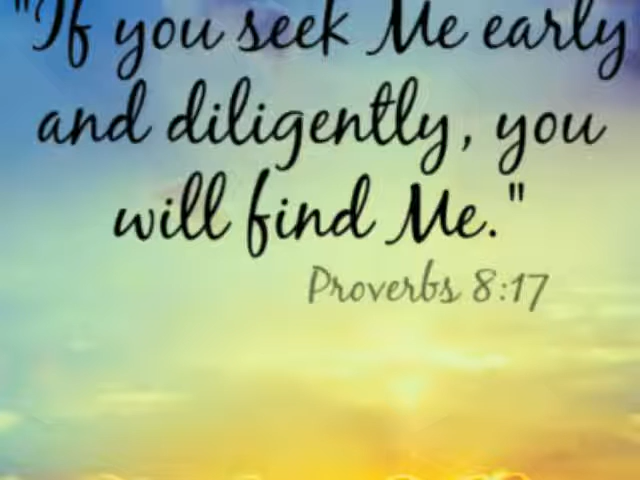 "If you seek Me early
and diligently, you
will find Me."
Proverbs 8:17